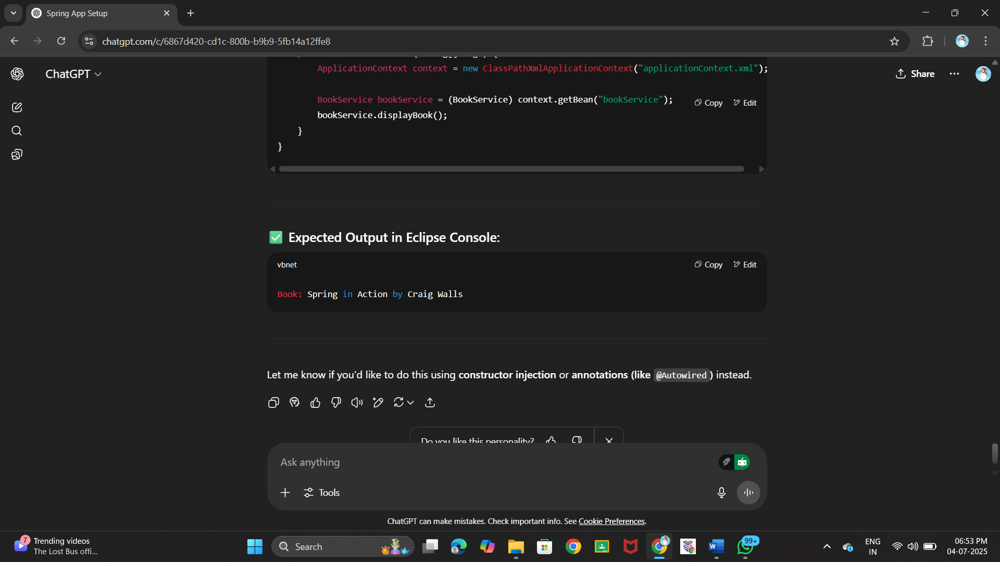 Spring App Setup
chatgpt.com/c/6867d420-cd1c-800b-b9b9-5fb14a12ffe8
ChatGPT
Share
ApplicationContext context = new ClassPathXmlApplicationContext("applicationContext.xml");
BookService bookService = (BookService) context.getBean("bookService");
Copy Edit
bookService.displayBook();
}
}
✅ Expected Output in Eclipse Console:
vbnet
Copy Edit
Book: Spring in Action by Craig Walls
Let me know if you'd like to do this using constructor injection or annotations (like @Autowired) instead.
Do you like this personality?
Ask anything
Tools
ChatGPT can make mistakes. Check important info. See Cookie Preferences.
7
Trending videos
The Lost Bus offi...
Search
99+
ENG
IN
06:53 PM
04-07-2025